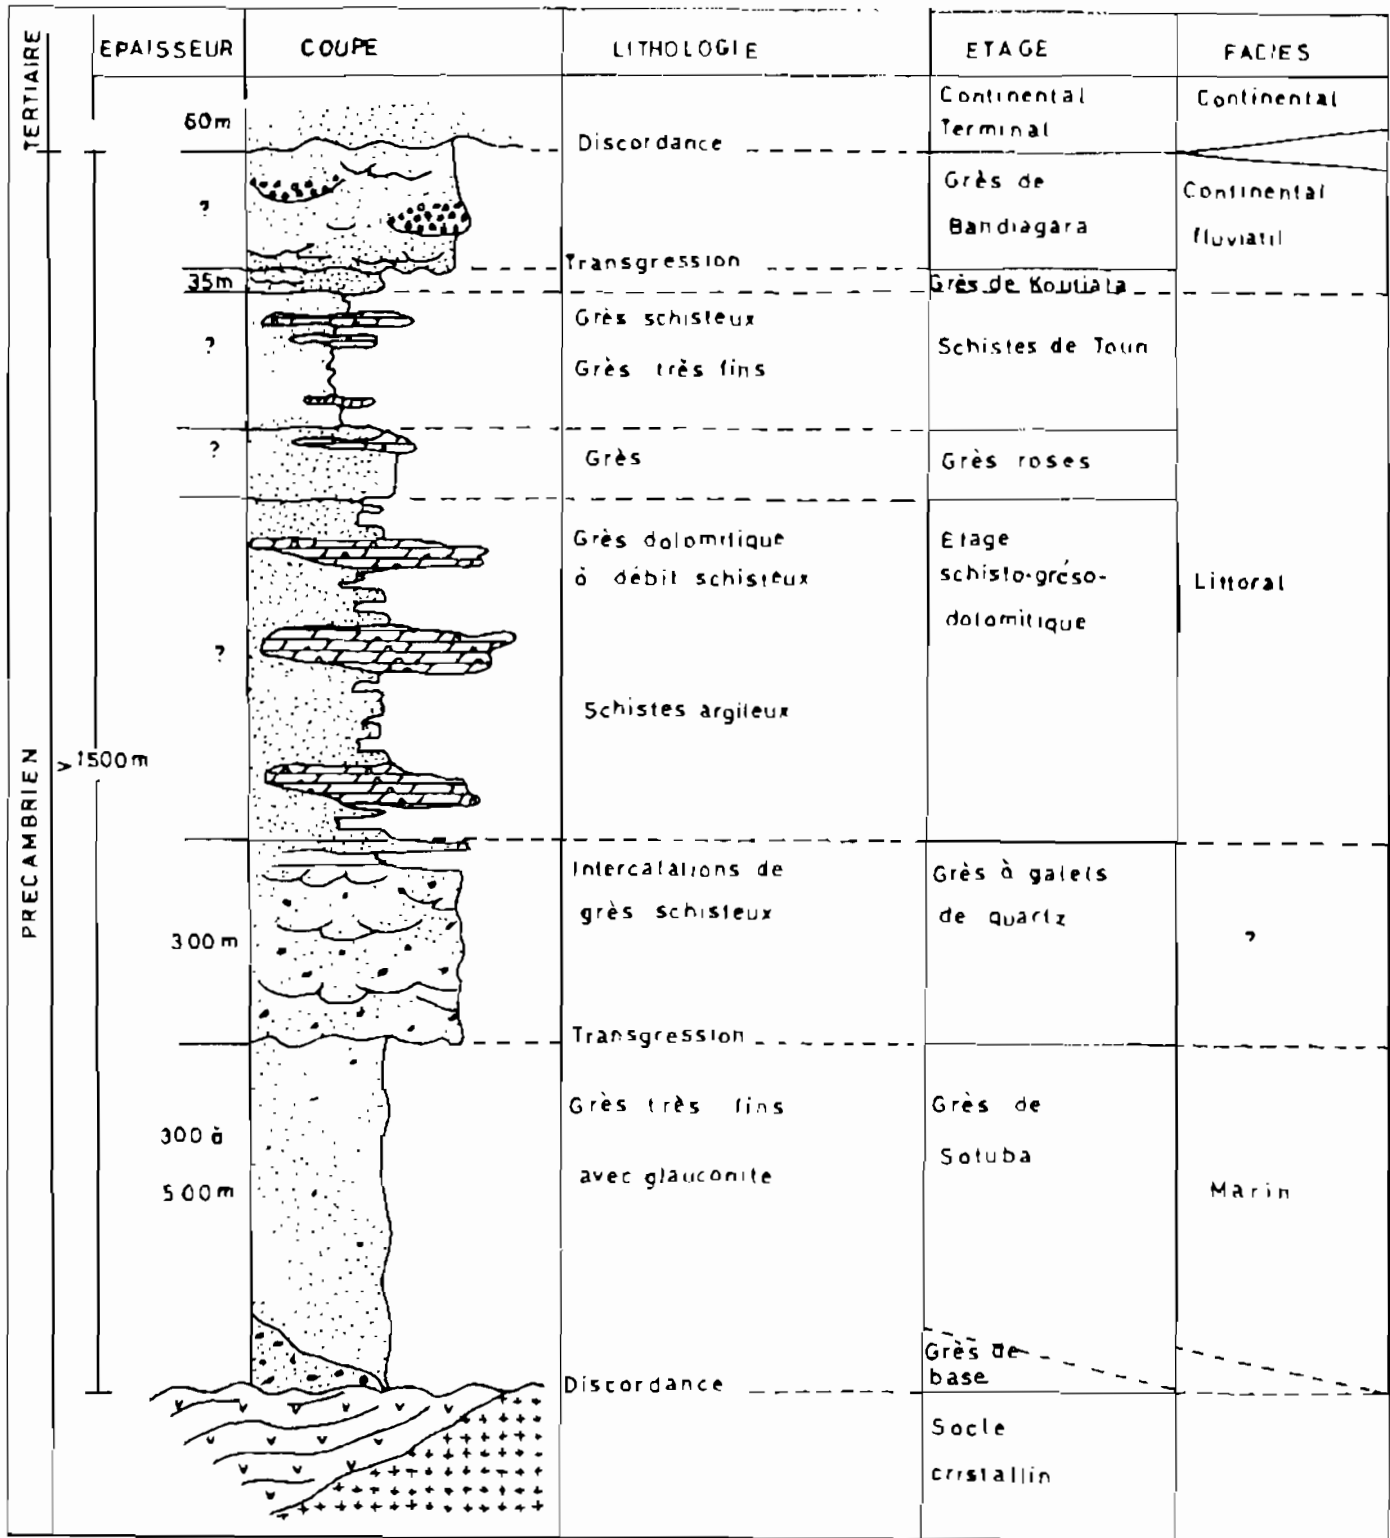 EPAISSEUR COUPE LITHOLOGIE ETAGE FACIES
TERTIAIRE
60m
Continental
Terminal
Continental
Discordance
?
Grès de
Bandiagara
Continental
fluviatil
Transgression
35m
Grès de Koutiala
?
Grès schisteux
Grès très fins
Schistes de Toun
?
Grès
Grès roses
PRECAMBRIEN
> 1500m
?
Grès dolomitique
à débit schisteux
Schistes argileux
Etage
schisto-gréso-
dolomitique
Littoral
300m
Intercalations de
grès schisteux
Grès à galets
de quartz
?
Transgression
300 à
500m
Grès très fins
avec glauconite
Grès de
Sotuba
Marin
Grès de
base
Discordance
Socle
cristallin